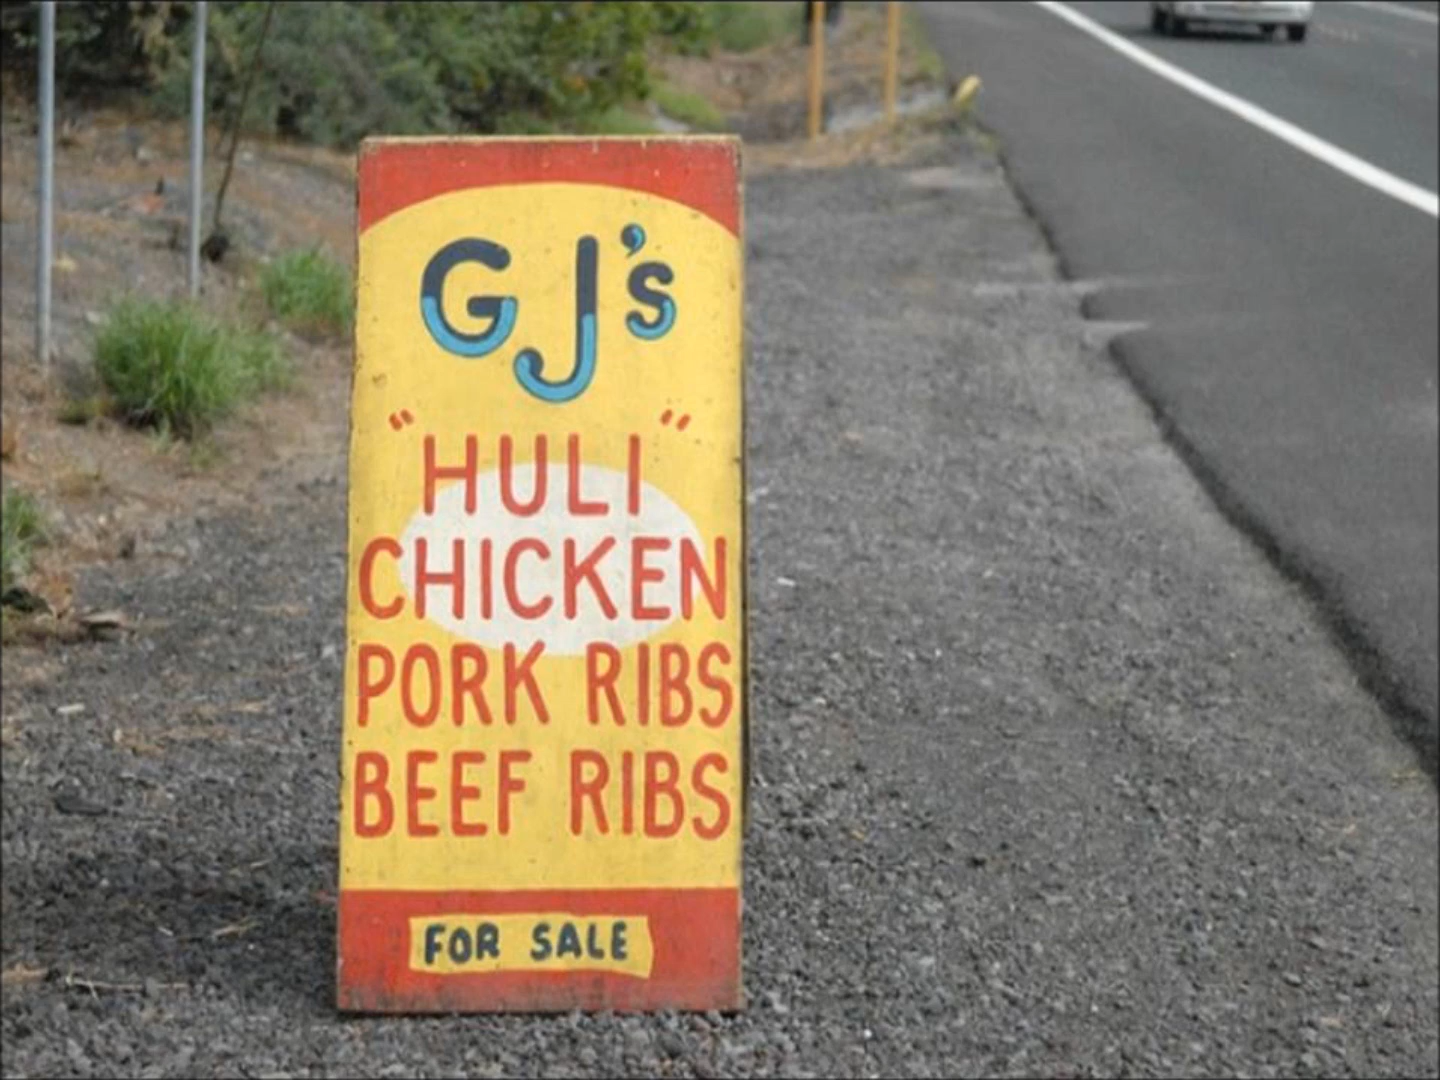 GJ's
"HULI"
CHICKEN
PORK RIBS
BEEF RIBS
FOR SALE